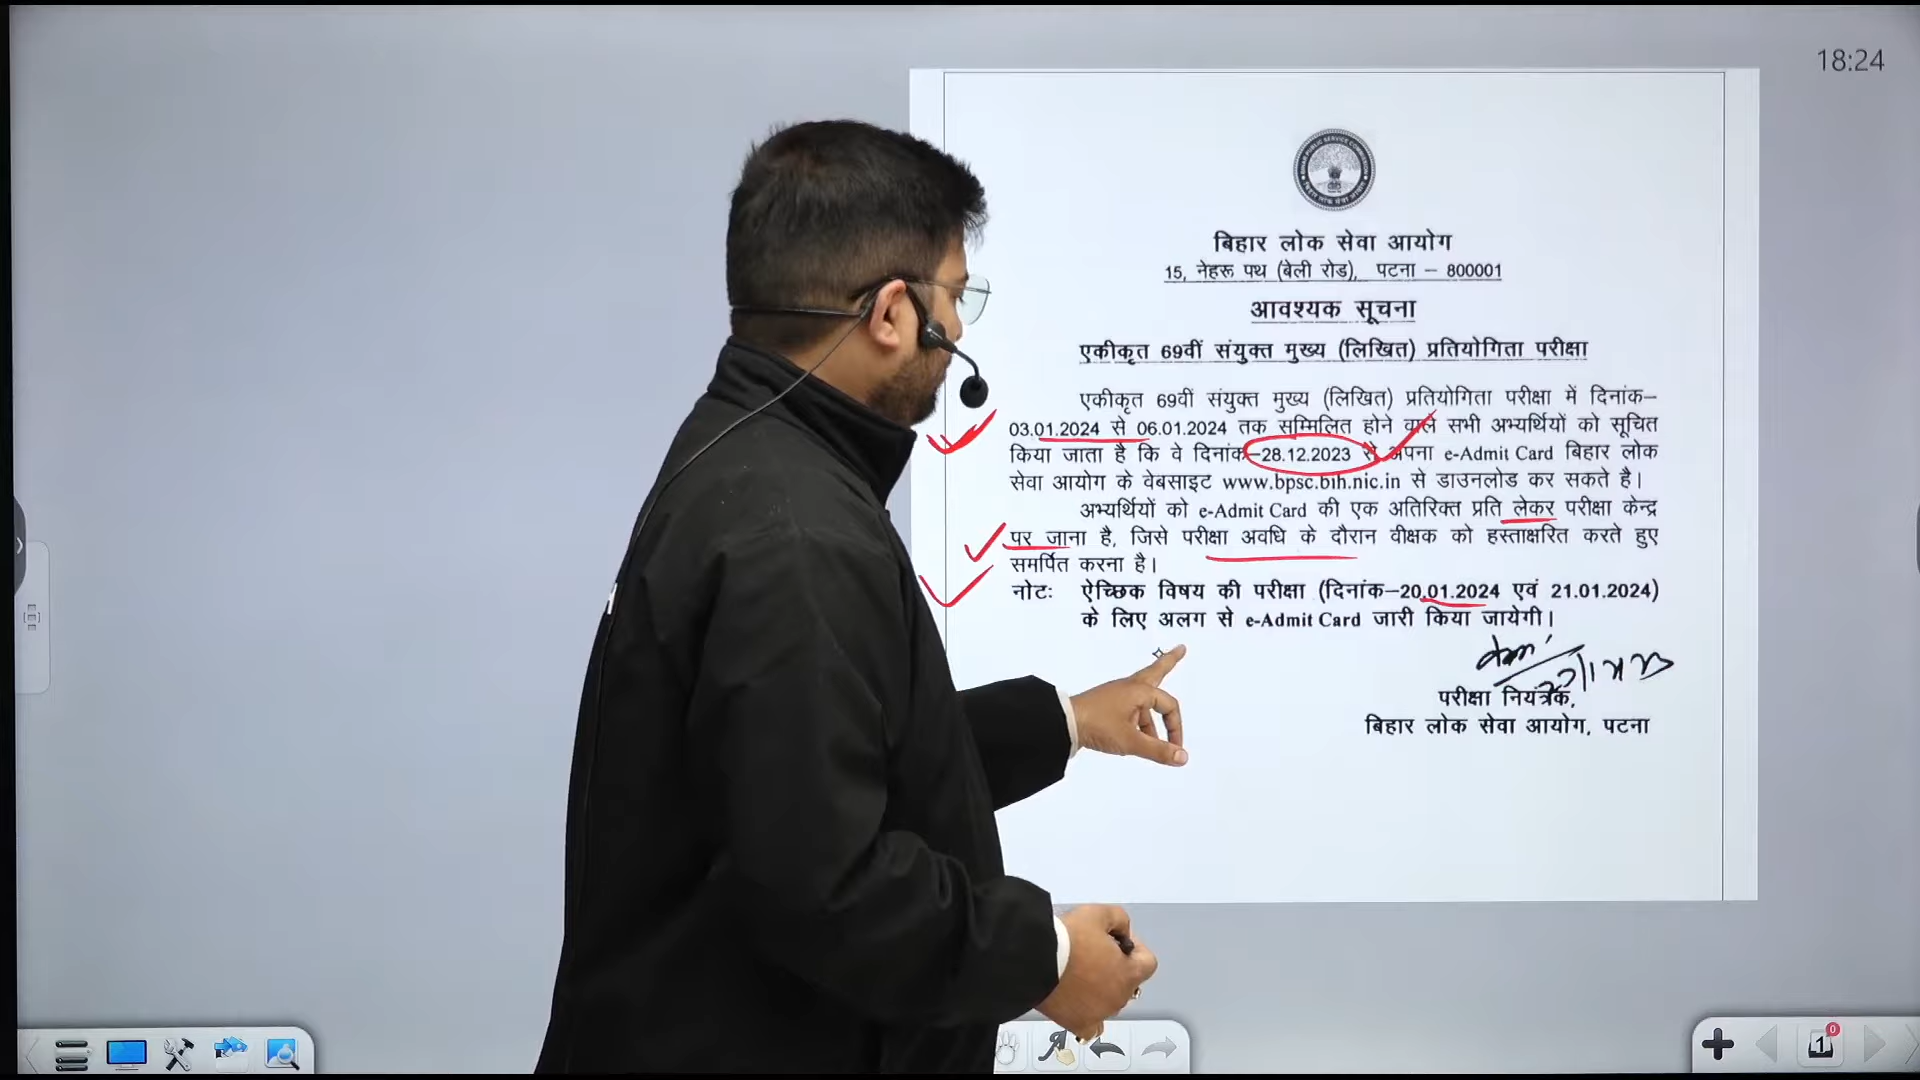 18:24
बिहार लोक सेवा आयोग
15, नेहरू पथ (बेली रोड), पटना – 800001
आवश्यक सूचना
एकीकृत 69वीं संयुक्त मुख्य (लिखित) प्रतियोगिता परीक्षा
एकीकृत 69वीं संयुक्त मुख्य (लिखित) प्रतियोगिता परीक्षा में दिनांक–
03.01.2024 से 06.01.2024 तक सम्मिलित होने वाले सभी अभ्यर्थियों को सूचित
किया जाता है कि वे दिनांक–28.12.2023 से अपना e-Admit Card बिहार लोक
सेवा आयोग के वेबसाइट www.bpsc.bih.nic.in से डाउनलोड कर सकते है।
अभ्यर्थियों को e-Admit Card की एक अतिरिक्त प्रति लेकर परीक्षा केन्द्र
पर जाना है, जिसे परीक्षा अवधि के दौरान वीक्षक को हस्ताक्षरित करते हुए
समर्पित करना है।
नोटः ऐच्छिक विषय की परीक्षा (दिनांक–20.01.2024 एवं 21.01.2024)
के लिए अलग से e-Admit Card जारी किया जायेगी।
परीक्षा नियंत्रक,
बिहार लोक सेवा आयोग, पटना
1
0